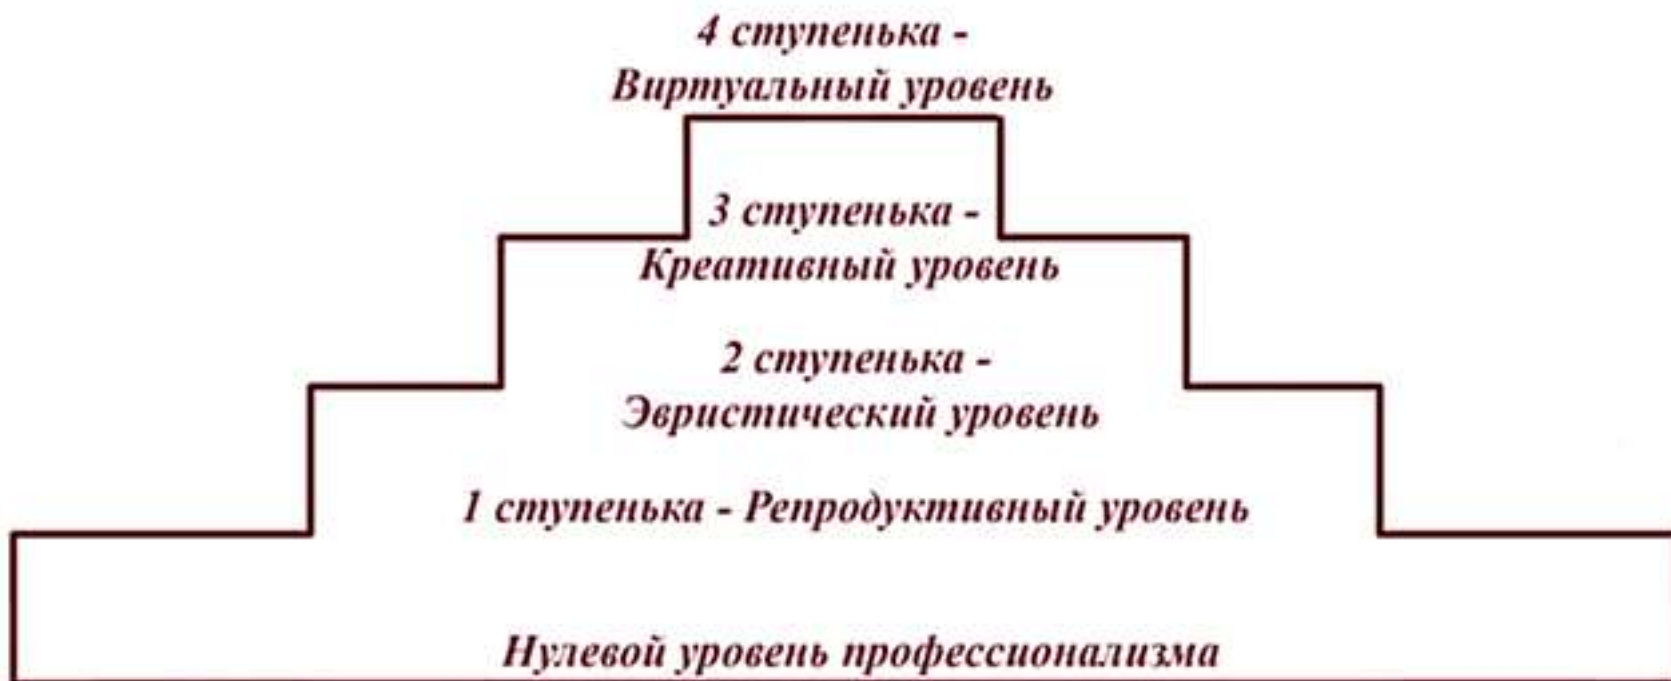 4 ступенька -
Виртуальный уровень
3 ступенька -
Креативный уровень
2 ступенька -
Эвристический уровень
1 ступенька - Репродуктивный уровень
Нулевой уровень профессионализма